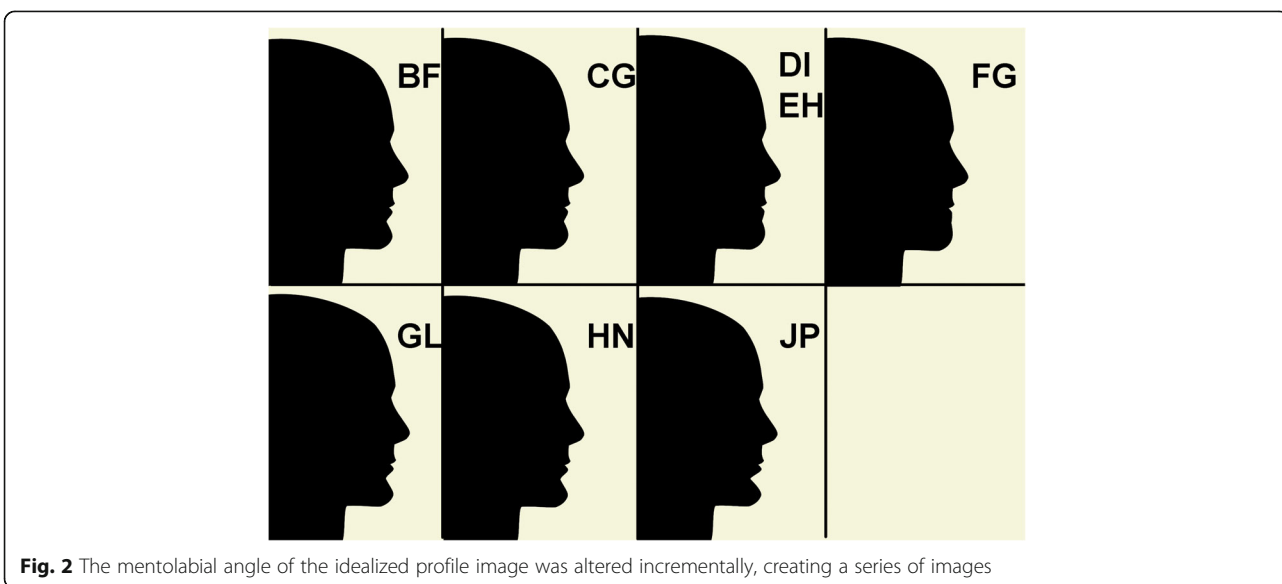 BF
CG
DI
EH
FG
GL
HN
JP
Fig. 2 The mentolabial angle of the idealized profile image was altered incrementally, creating a series of images